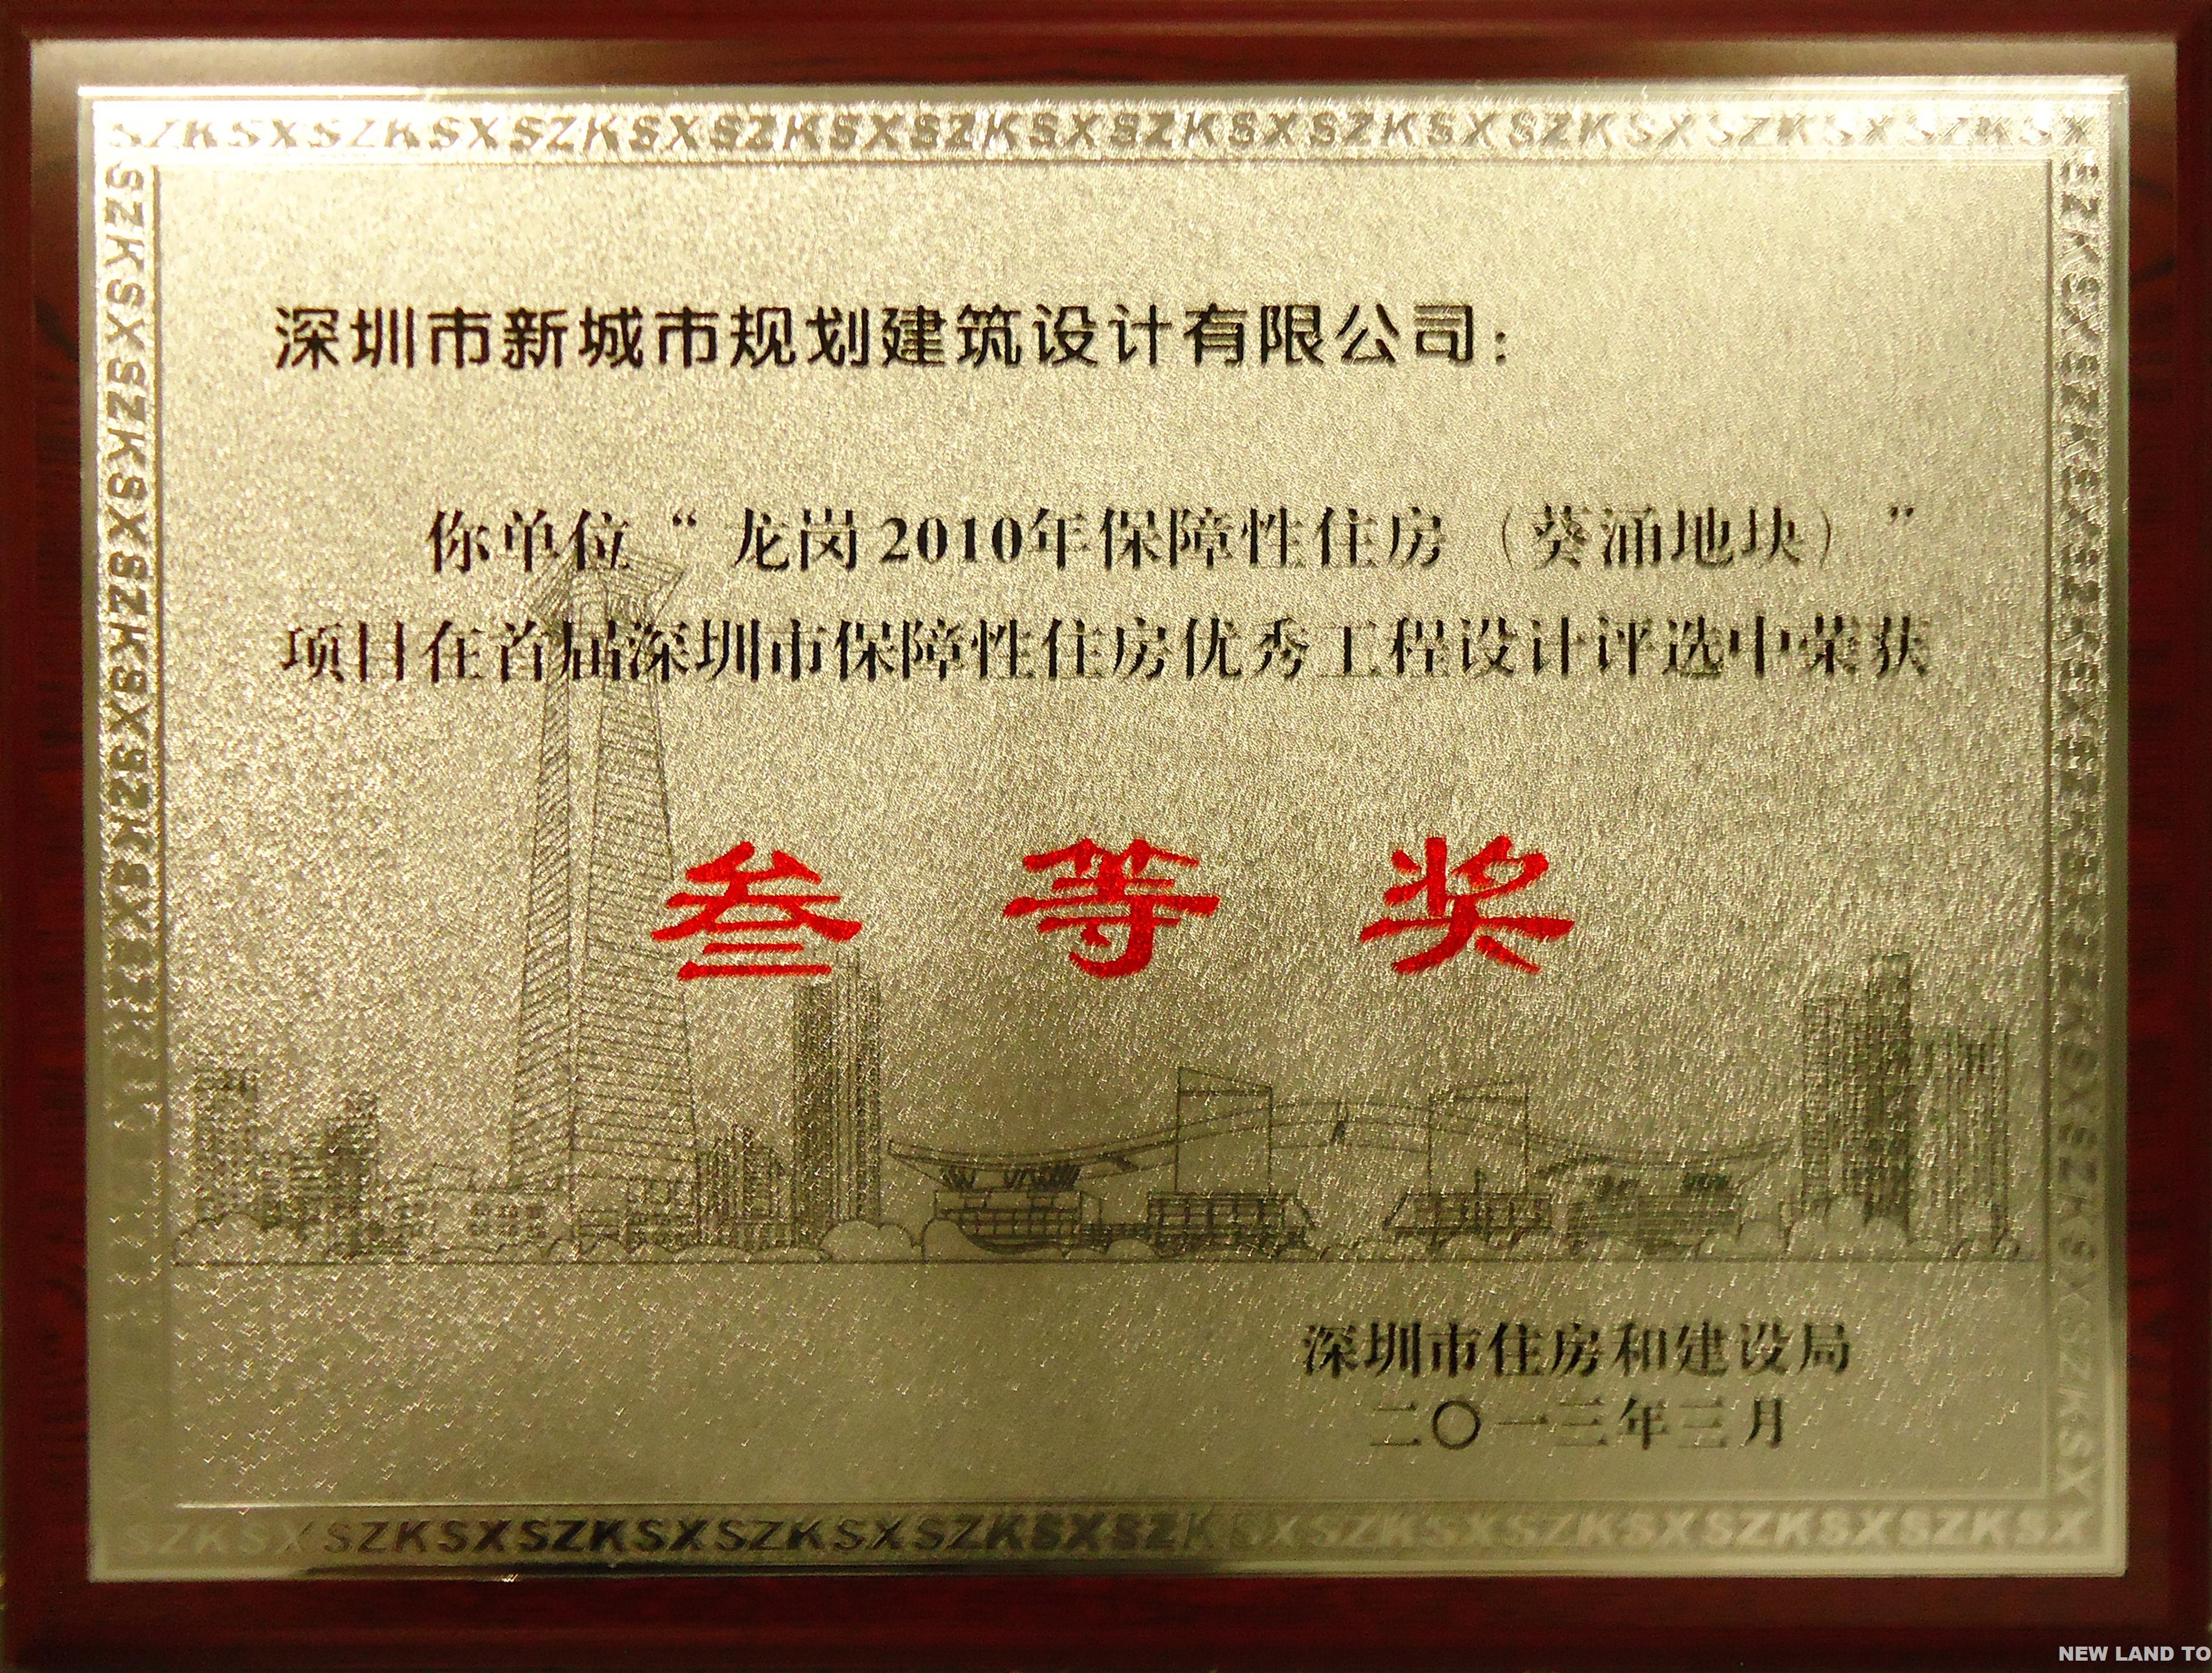 SZKSXSZKSXSZKSXSZKSXSZKSXSZKSXSZKSXSZKSXSZKSXSZKSX
深圳市新城市规划建筑设计有限公司：
你单位“龙岗2010年保障性住房（葵涌地块）”
项目在首届深圳市保障性住房优秀工程设计评选中荣获
叁等奖
深圳市住房和建设局
二〇一三年三月
SZKSXSZKSXSZKSXSZKSXSZKSXSZKSXSZKSXSZKSXSZKSXSZKSX
NEW LAND TO